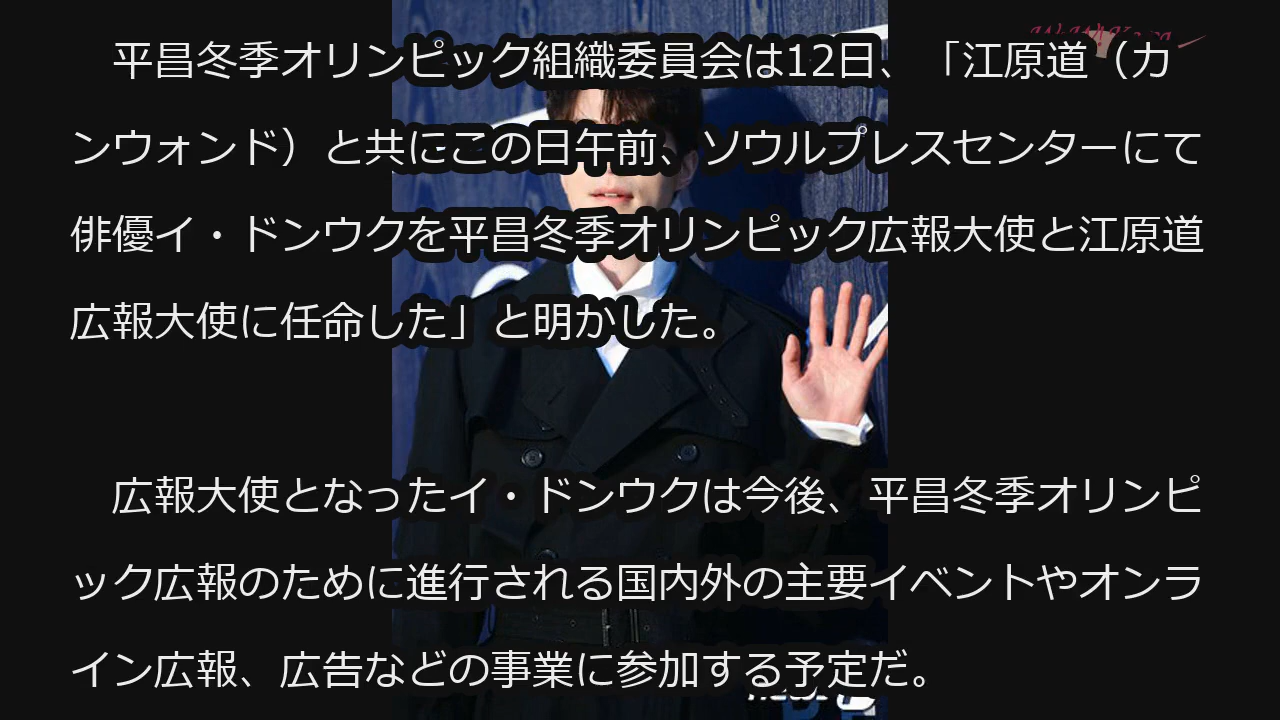 平昌冬季オリンピック組織委員会は12日、「江原道（カ
ンウォンド）と共にこの日午前、ソウルプレスセンターにて
俳優イ・ドンウクを平昌冬季オリンピック広報大使と江原道
広報大使に任命した」と明かした。
広報大使となったイ・ドンウクは今後、平昌冬季オリンピ
ック広報のために進行される国内外の主要イベントやオンラ
イン広報、広告などの事業に参加する予定だ。